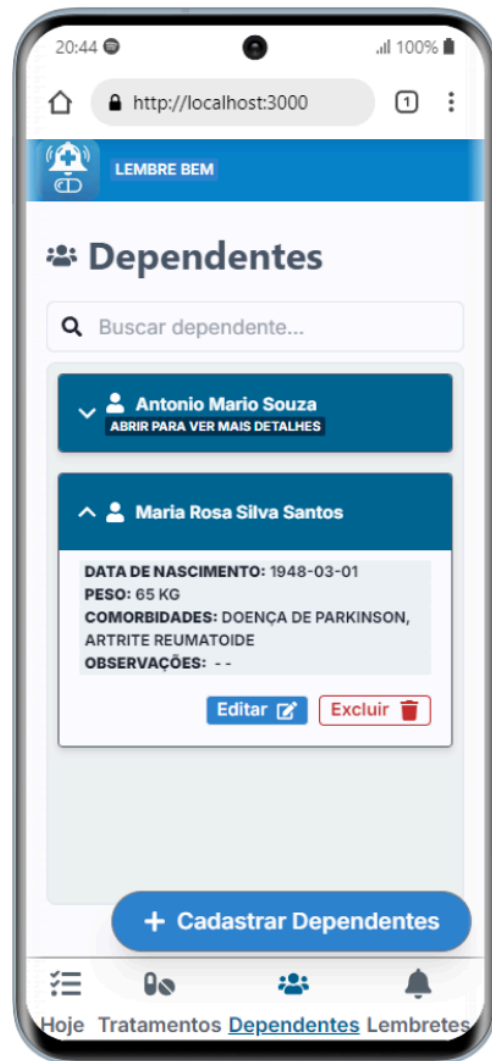 20:44 100%
http://localhost:3000 1
LEMBRE BEM
Dependentes
Buscar dependente...
Antonio Mario Souza
ABRIR PARA VER MAIS DETALHES
Maria Rosa Silva Santos
DATA DE NASCIMENTO: 1948-03-01
PESO: 65 KG
COMORBIDADES: DOENÇA DE PARKINSON,
ARTRITE REUMATOIDE
OBSERVAÇÕES: - -
Editar Excluir
+ Cadastrar Dependentes
Hoje Tratamentos Dependentes Lembretes